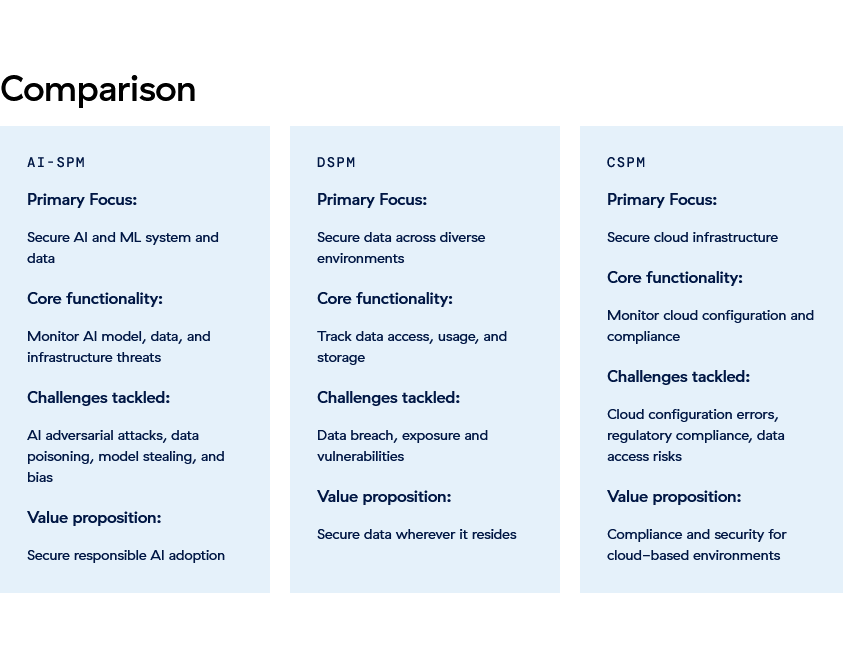 Comparison
AI-SPM
Primary Focus:
Secure AI and ML system and
data
Core functionality:
Monitor AI model, data, and
infrastructure threats
Challenges tackled:
AI adversarial attacks, data
poisoning, model stealing, and
bias
Value proposition:
Secure responsible AI adoption
DSPM
Primary Focus:
Secure data across diverse
environments
Core functionality:
Track data access, usage, and
storage
Challenges tackled:
Data breach, exposure and
vulnerabilities
Value proposition:
Secure data wherever it resides
CSPM
Primary Focus:
Secure cloud infrastructure
Core functionality:
Monitor cloud configuration and
compliance
Challenges tackled:
Cloud configuration errors,
regulatory compliance, data
access risks
Value proposition:
Compliance and security for
cloud-based environments